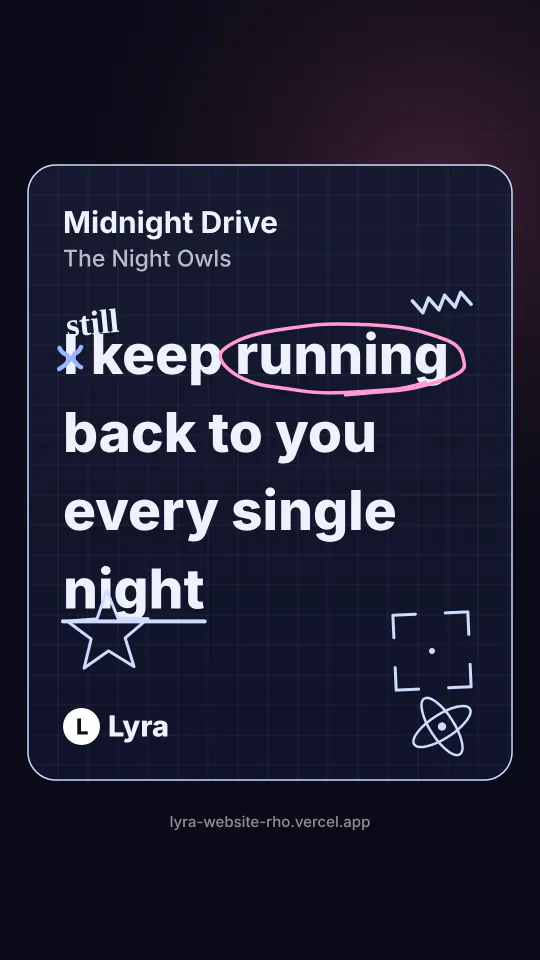 Midnight Drive
The Night Owls
still
I keep running
back to you
every single
night
L Lyra
lyra-website-rho.vercel.app